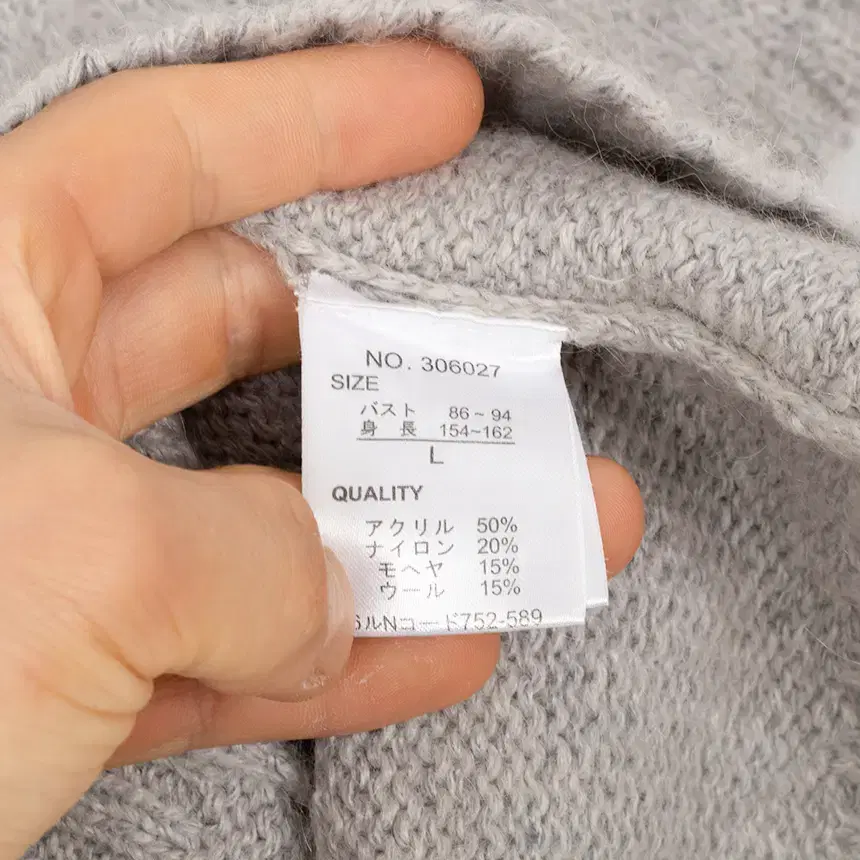 NO. 306027
SIZE
バスト 86~94
身 長 154~162
L
QUALITY
アクリル 50%
ナイロン 20%
モヘヤ 15%
ウール 15%
ルNコード752-589